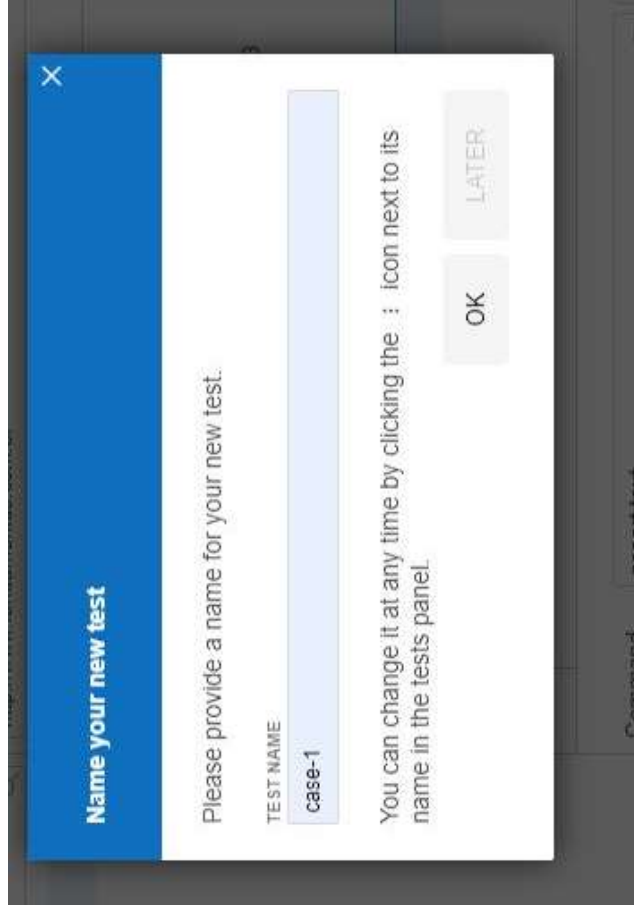 Name your new test
Please provide a name for your new test.
TEST NAME
case-1
You can change it at any time by clicking the ⋮ icon next to its
name in the tests panel.
OK
LATER
Command